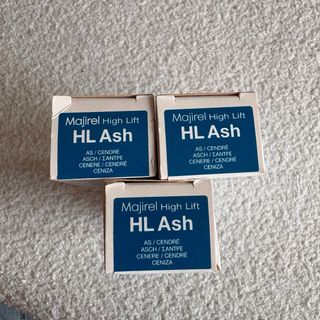 Majirel High Lift
HL Ash
AS / CENDRÉ
ASCH / ΣΑΝΤΡΕ
CENERE / CENDRÉ
CENIZA
Majirel High Lift
HL Ash
AS / CENDRÉ
ASCH / ΣΑΝΤΡΕ
CENERE / CENDRÉ
CENIZA
Majirel High Lift
HL Ash
AS / CENDRÉ
ASCH / ΣΑΝΤΡΕ
CENERE / CENDRÉ
CENIZA